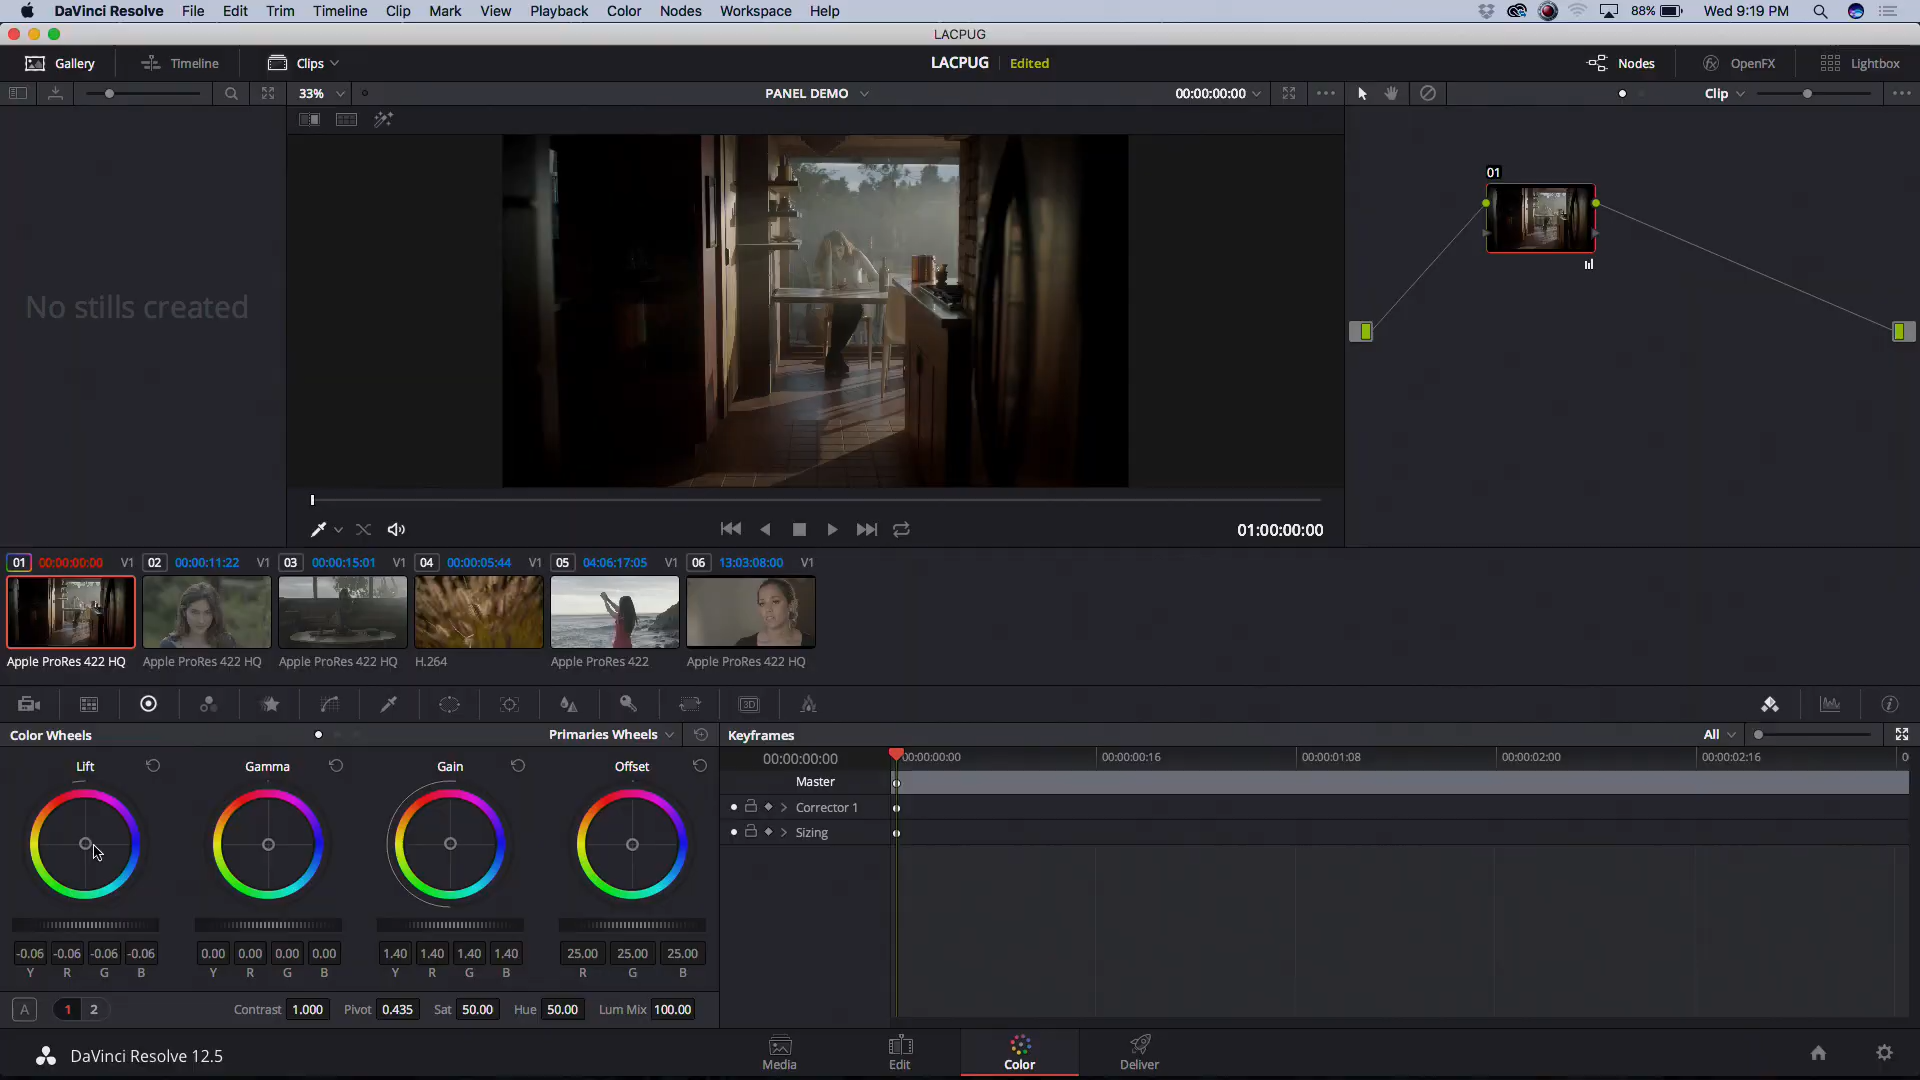 DaVinci Resolve File Edit Trim Timeline Clip Mark View Playback Color Nodes Workspace Help 88% Wed 9:19 PM
LACPUG
Gallery Timeline Clips LACPUG Edited Nodes OpenFX Lightbox
33% PANEL DEMO 00:00:00:00 Clip
01
No stills created
01:00:00:00
01 00:00:00:00 V1 02 00:00:11:22 V1 03 00:00:15:01 V1 04 00:00:05:44 V1 05 04:06:17:05 V1 06 13:03:08:00 V1
Apple ProRes 422 HQ Apple ProRes 422 HQ Apple ProRes 422 HQ H.264 Apple ProRes 422 Apple ProRes 422 HQ
3D
Color Wheels Primaries Wheels Keyframes All
00:00:00:00 00:00:00:00 00:00:00:16 00:00:01:08 00:00:02:00 00:00:02:16 0
Lift Gamma Gain Offset Master
Corrector 1
Sizing
-0.06 -0.06 -0.06 -0.06 0.00 0.00 0.00 0.00 1.40 1.40 1.40 1.40 25.00 25.00 25.00
Y R G B Y R G B Y R G B R G B
A 1 2 Contrast 1.000 Pivot 0.435 Sat 50.00 Hue 50.00 Lum Mix 100.00
DaVinci Resolve 12.5 Media Edit Color Deliver